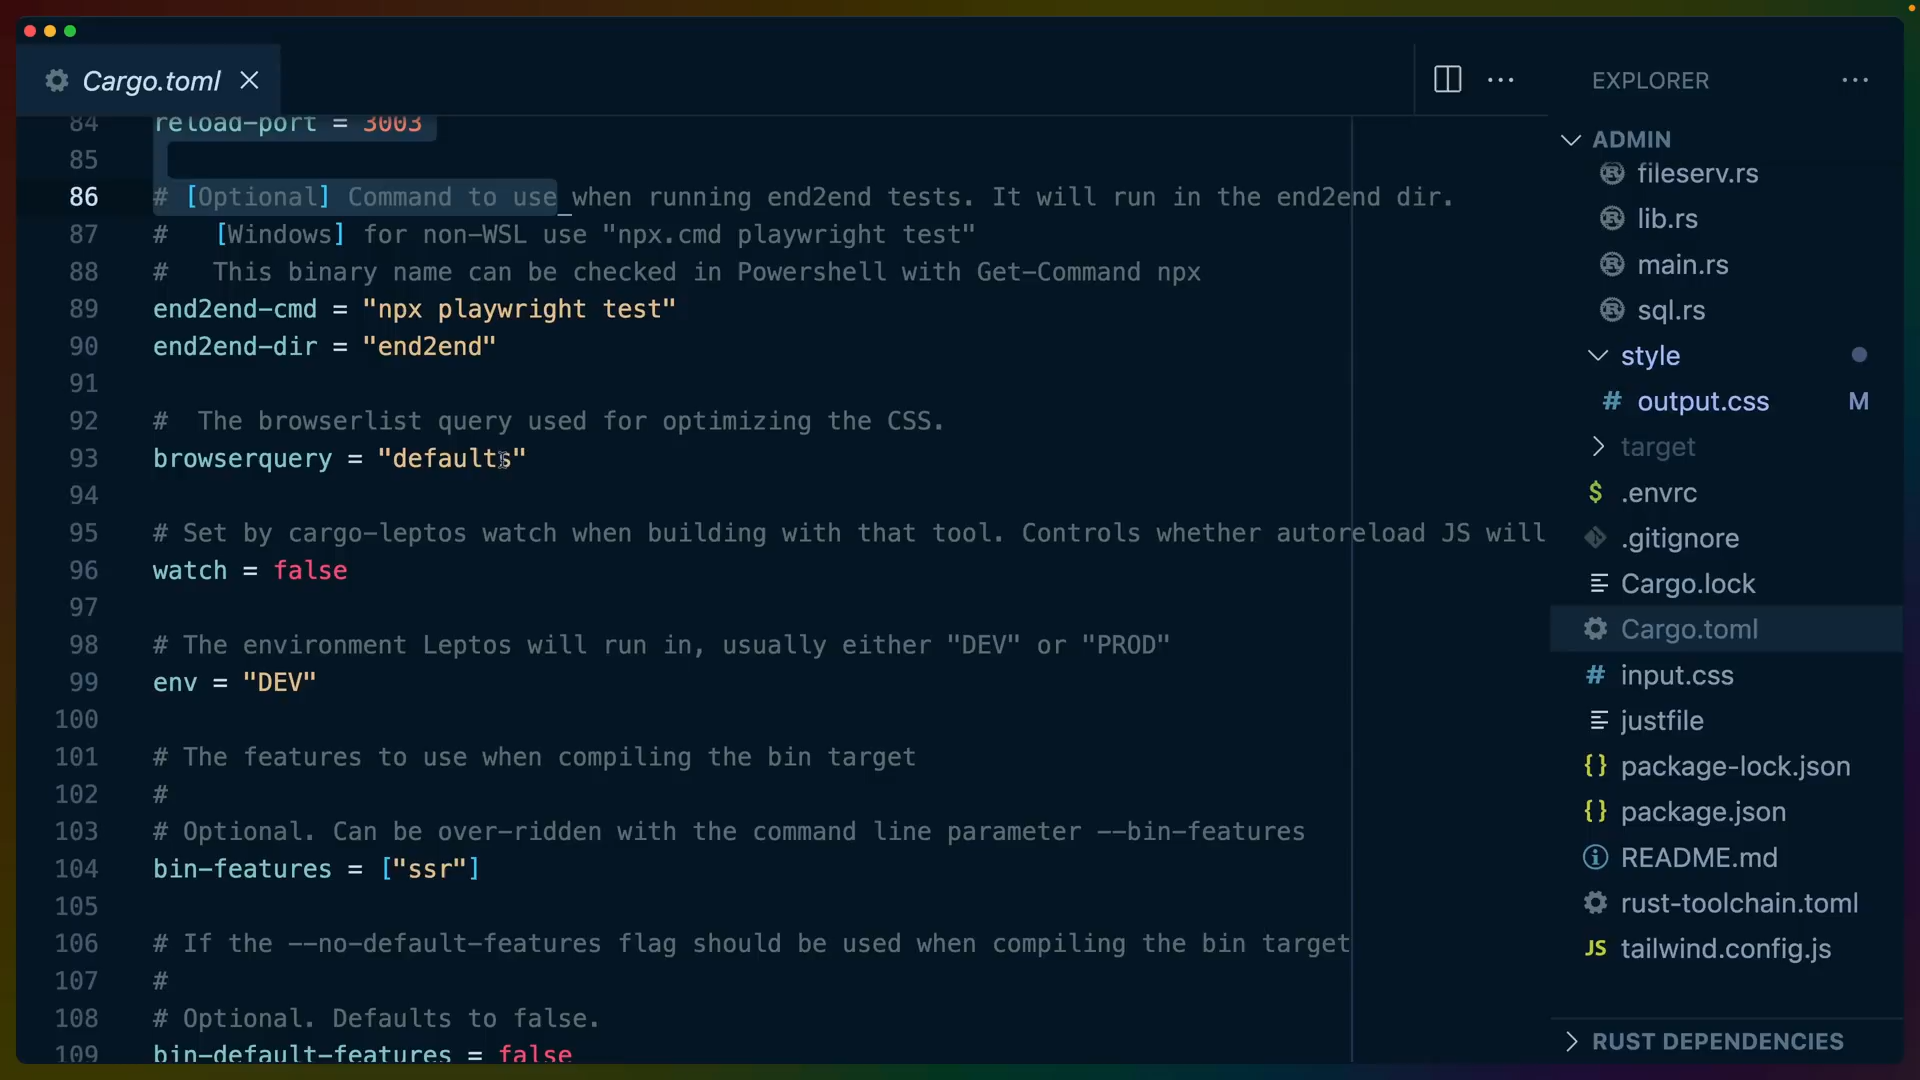 Cargo.toml
84 reload-port = 3003
85
86 # [Optional] Command to use when running end2end tests. It will run in the end2end dir.
87 #   [Windows] for non-WSL use "npx.cmd playwright test"
88 #   This binary name can be checked in Powershell with Get-Command npx
89 end2end-cmd = "npx playwright test"
90 end2end-dir = "end2end"
91
92 #  The browserlist query used for optimizing the CSS.
93 browserquery = "defaults"
94
95 # Set by cargo-leptos watch when building with that tool. Controls whether autoreload JS will
96 watch = false
97
98 # The environment Leptos will run in, usually either "DEV" or "PROD"
99 env = "DEV"
100
101 # The features to use when compiling the bin target
102 #
103 # Optional. Can be over-ridden with the command line parameter --bin-features
104 bin-features = ["ssr"]
105
106 # If the --no-default-features flag should be used when compiling the bin target
107 #
108 # Optional. Defaults to false.
109 bin-default-features = false
EXPLORER
ADMIN
fileserv.rs
lib.rs
main.rs
sql.rs
style
# output.css M
target
$ .envrc
.gitignore
Cargo.lock
Cargo.toml
# input.css
justfile
{} package-lock.json
{} package.json
README.md
rust-toolchain.toml
JS tailwind.config.js
RUST DEPENDENCIES